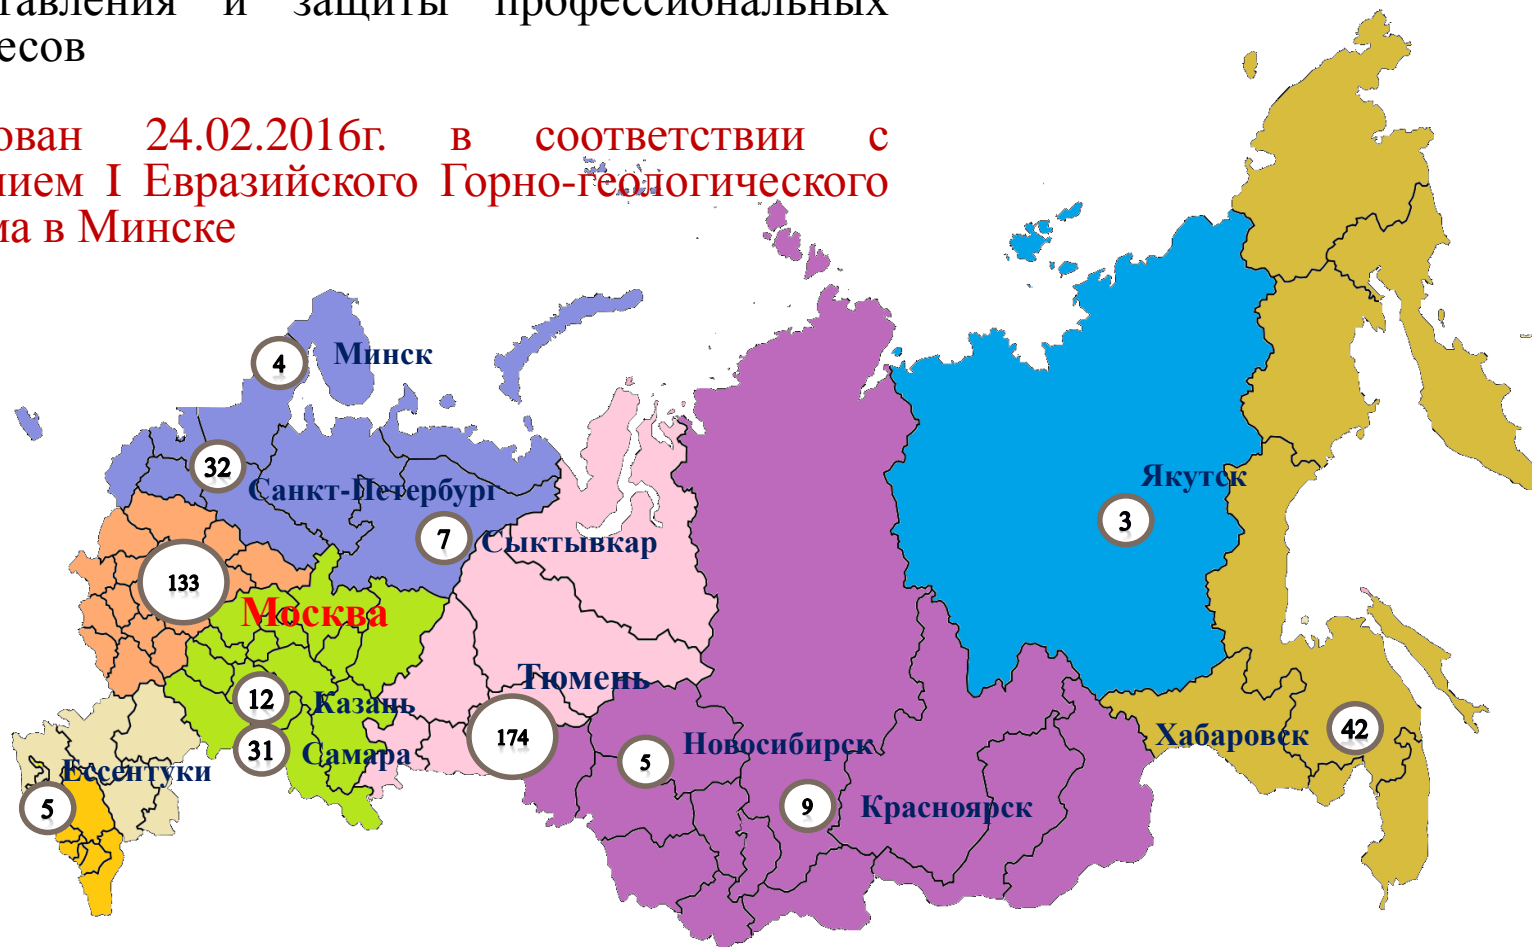 тавления и защиты профессиональных
есов
ован 24.02.2016г. в соответствии с
нием I Евразийского Горно-геологического
ма в Минске
4 Минск
32
Санкт-Петербург
Якутск
3
7 Сыктывкар
133
Москва
Тюмень
12 Казань
174
31 Самара
5 Новосибирск
Хабаровск 42
Ессентуки
5
9 Красноярск